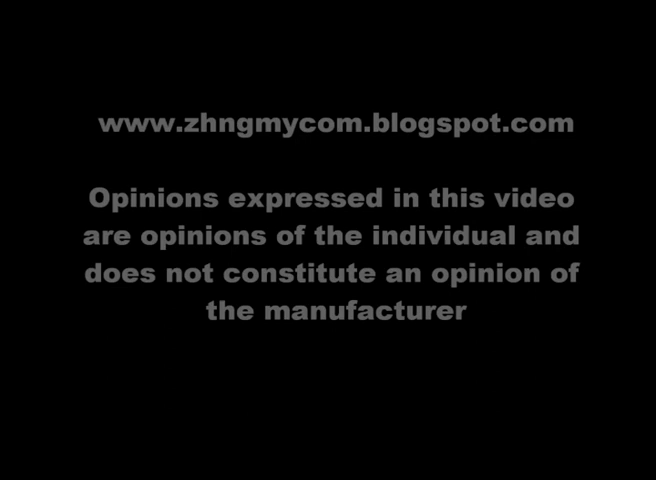 www.zhngmycom.blogspot.com
Opinions expressed in this video
are opinions of the individual and
does not constitute an opinion of
the manufacturer